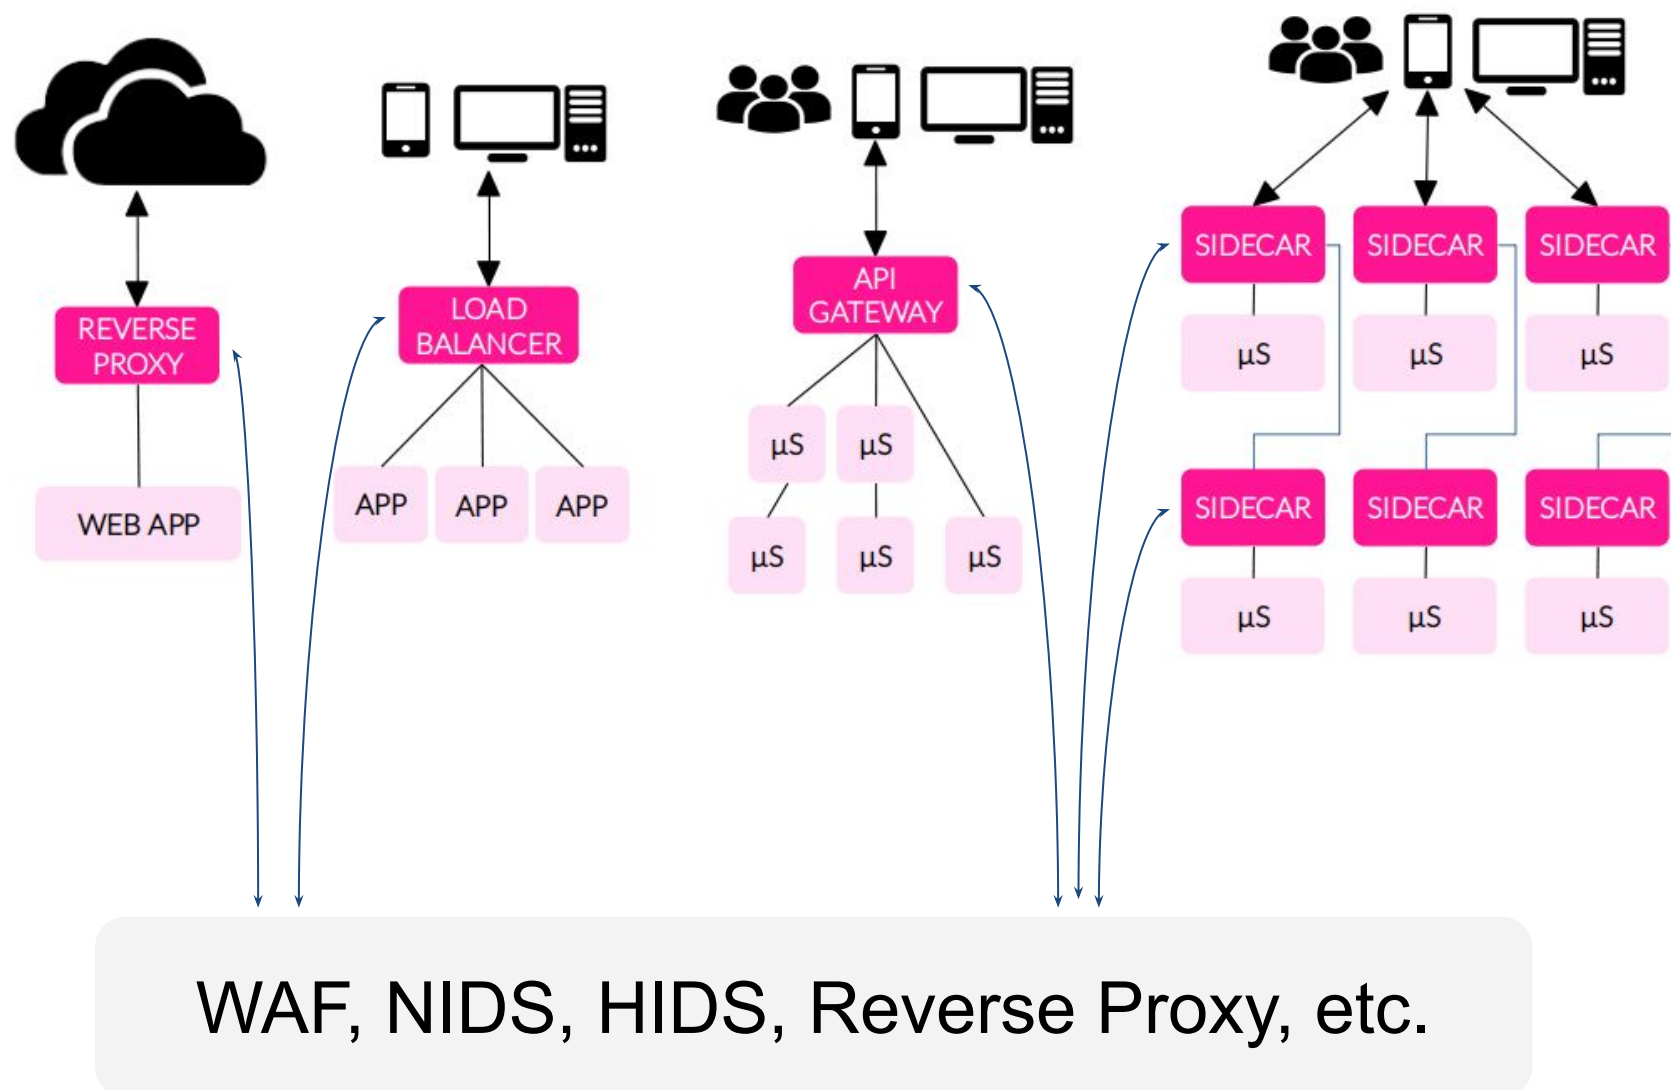 REVERSE
PROXY
WEB APP
LOAD
BALANCER
APP
APP
APP
API
GATEWAY
µS
µS
µS
µS
µS
SIDECAR
SIDECAR
SIDECAR
µS
µS
µS
SIDECAR
SIDECAR
SIDECAR
µS
µS
µS
WAF, NIDS, HIDS, Reverse Proxy, etc.